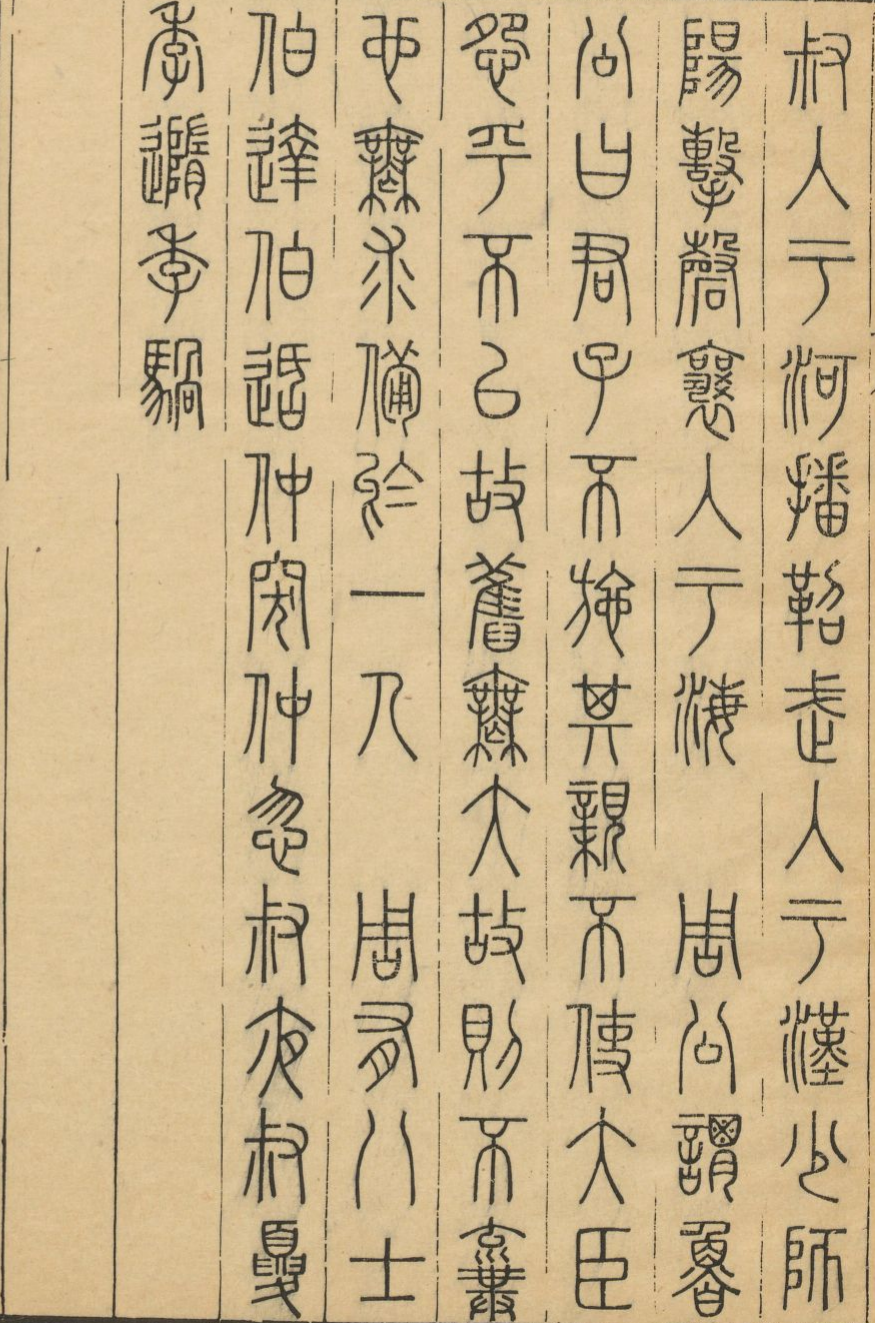 叔入于河播鞀武入于漢少師
陽擊磬襄入于海　周公謂魯
公曰君子不施其親不使大臣
怨乎不以故舊無大故則不棄
也無求備於一人　周有八士
伯達伯适仲突仲忽叔夜叔夏
季隨季騧